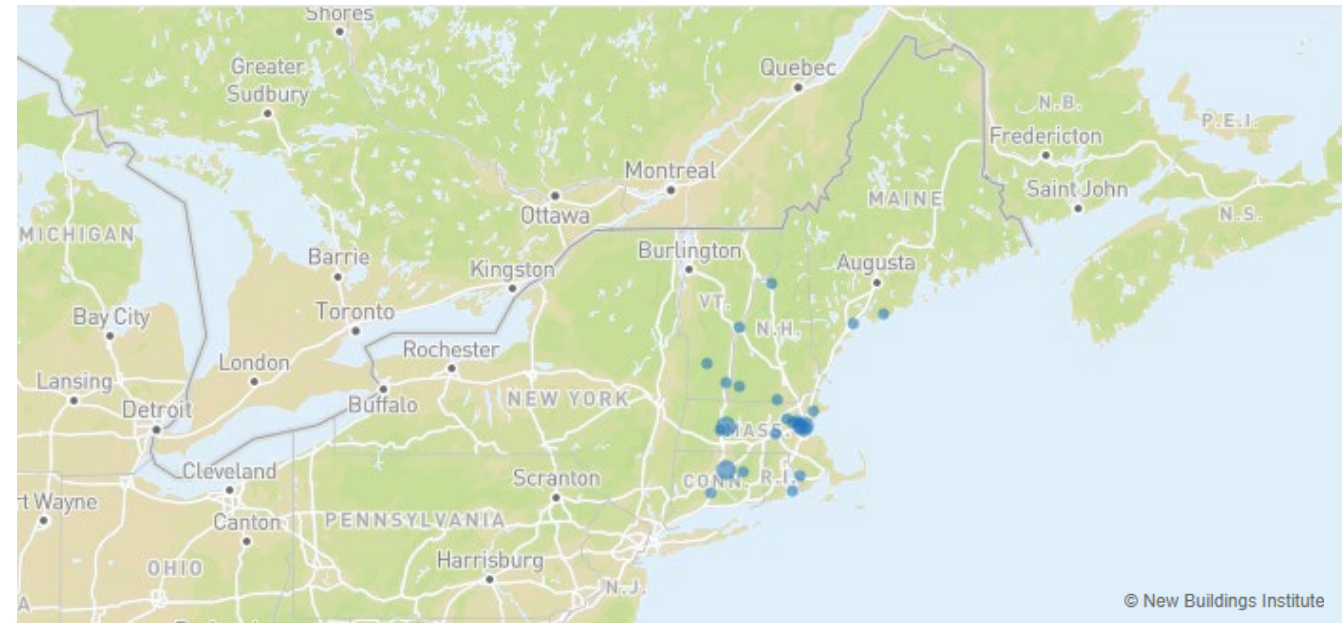 Shores
Greater
Sudbury
Quebec
N.B.
P.E.I.
Fredericton
Montreal
Ottawa
MAINE
Saint John
N.S.
MICHIGAN
Barrie
Kingston
Burlington
Augusta
Bay City
Toronto
VT.
N.H.
Rochester
London
Lansing
Buffalo
NEW YORK
Detroit
MASS.
Cleveland
Scranton
CONN.
R.I.
rt Wayne
Canton
PENNSYLVANIA
Harrisburg
OHIO
N.J.
A
© New Buildings Institute